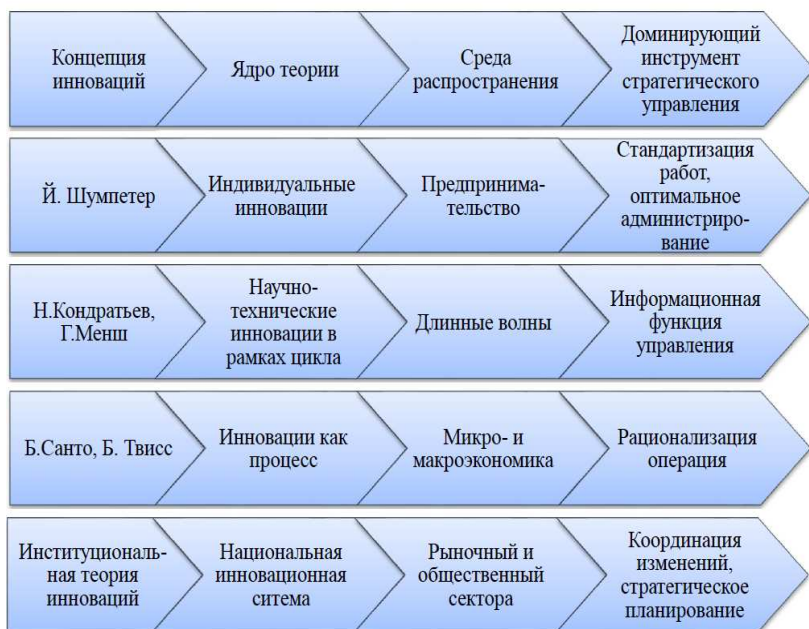 Концепция
инноваций
Ядро теории
Среда
распространения
Доминирующий
инструмент
стратегического
управления
Й. Шумпетер
Индивидуальные
инновации
Предпринима-
тельство
Стандартизация
работ,
оптимальное
администриро-
вание
Н.Кондратьев,
Г.Менш
Научно-
технические
инновации в
рамках цикла
Длинные волны
Информационная
функция
управления
Б.Санто, Б. Твисс
Инновации как
процесс
Микро- и
макроэкономика
Рационализация
операция
Институциональ-
ная теория
инноваций
Национальная
инновационная
ситема
Рыночный и
общественный
сектора
Координация
изменений,
стратегическое
планирование